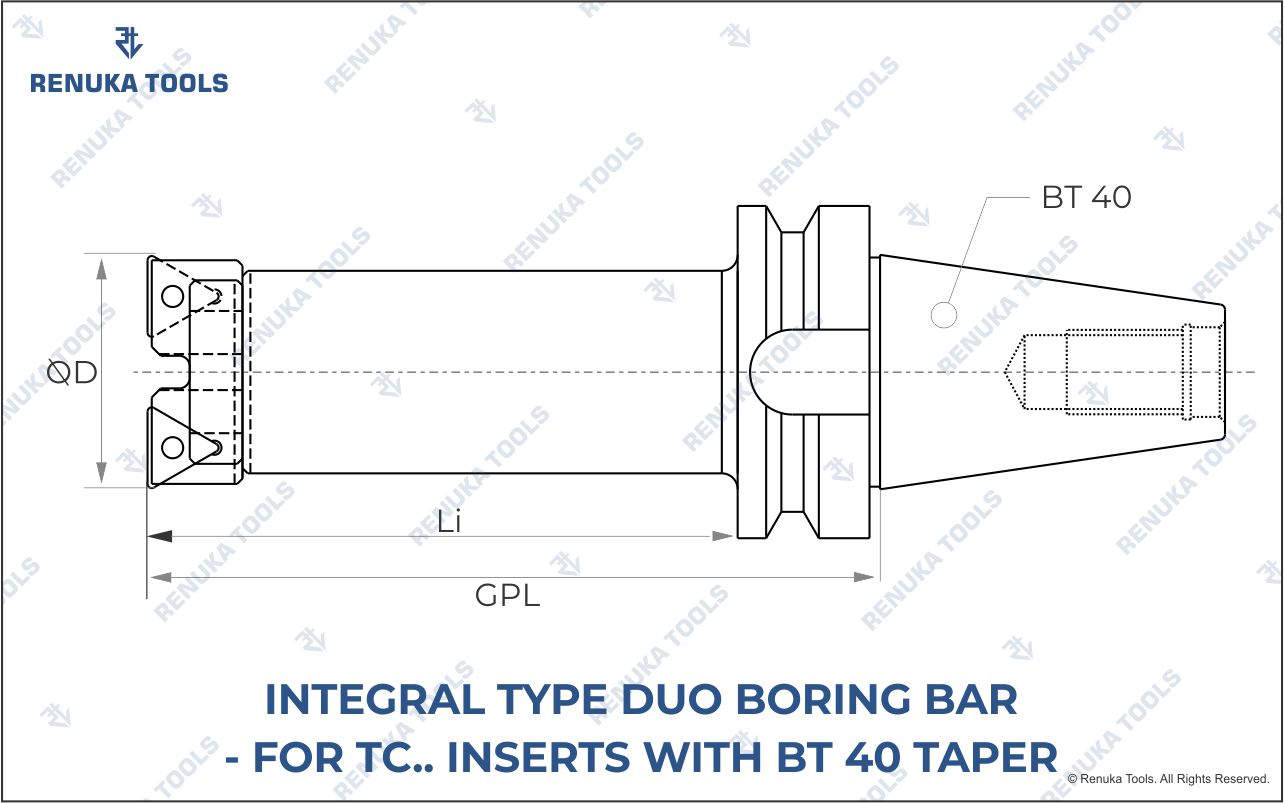 RENUKA TOOLS
BT 40
ØD
Li
GPL
INTEGRAL TYPE DUO BORING BAR
- FOR TC.. INSERTS WITH BT 40 TAPER
© Renuka Tools. All Rights Reserved.